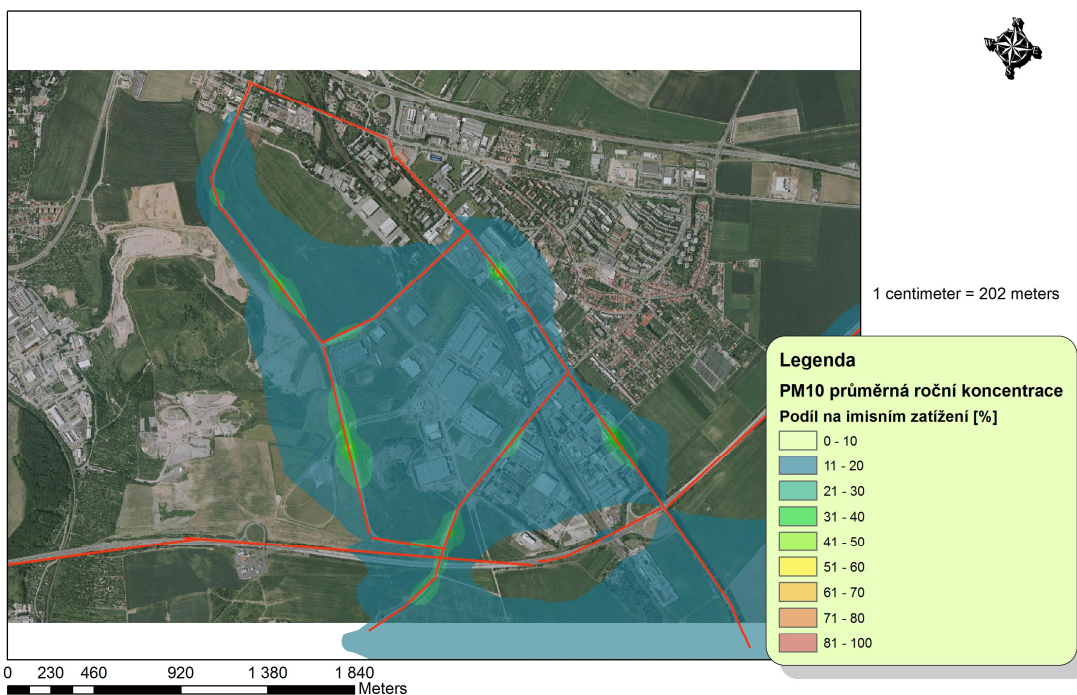 1 centimeter = 202 meters
Legenda
PM10 průměrná roční koncentrace
Podíl na imisním zatížení [%]
0 - 10
11 - 20
21 - 30
31 - 40
41 - 50
51 - 60
61 - 70
71 - 80
81 - 100
0 230 460 920 1 380 1 840
Meters